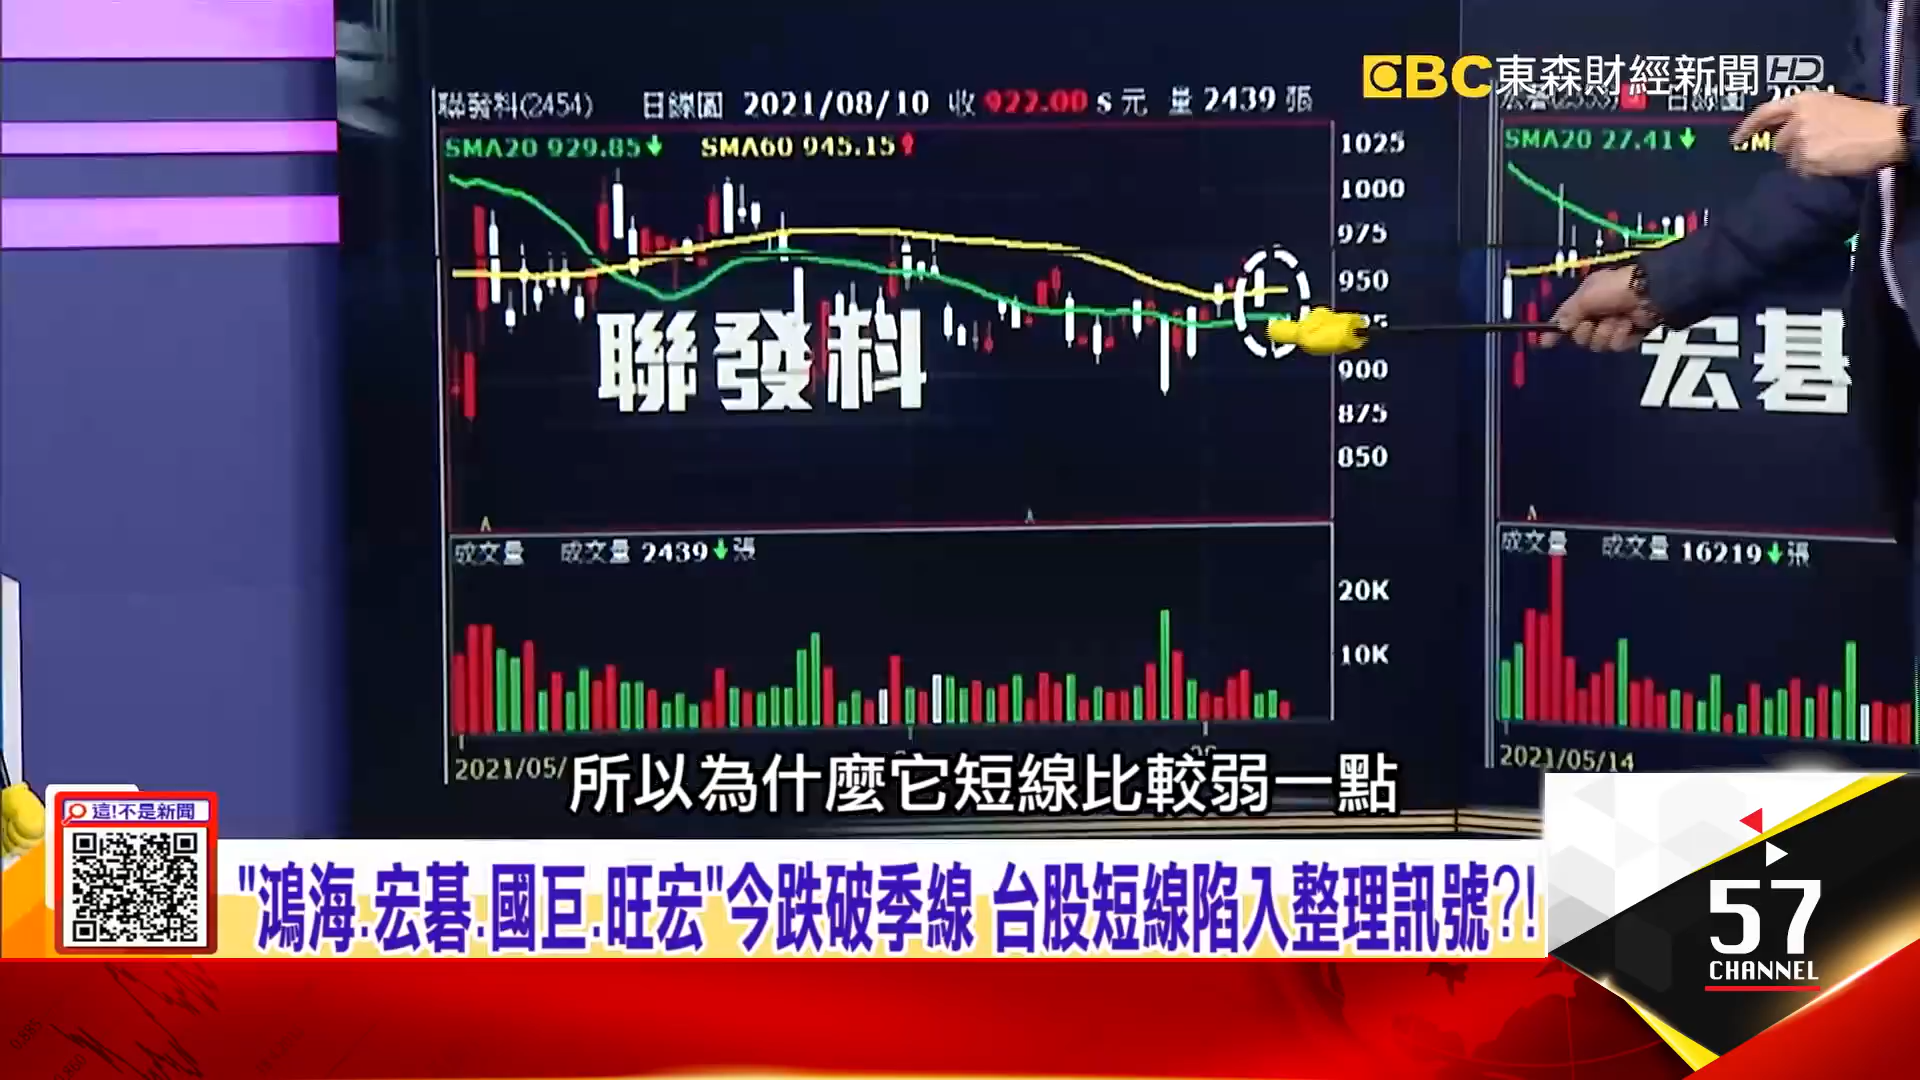 EBC東森財經新聞HD
聯發科(2454) 日線圖 2021/08/10 收 922.00 s 元 量 2439 張
SMA20 929.85↓ SMA60 945.15↑
1025
1000
975
950
900
875
850
聯發科
成交量 成交量 2439↓張
20K
10K
2021/05/
日線圖
SMA20 27.41↓
宏碁
成交量 成交量 16219↓張
2021/05/14
所以為什麼它短線比較弱一點
這!不是新聞
"鴻海.宏碁.國巨.旺宏"今跌破季線 台股短線陷入整理訊號?!
57
CHANNEL